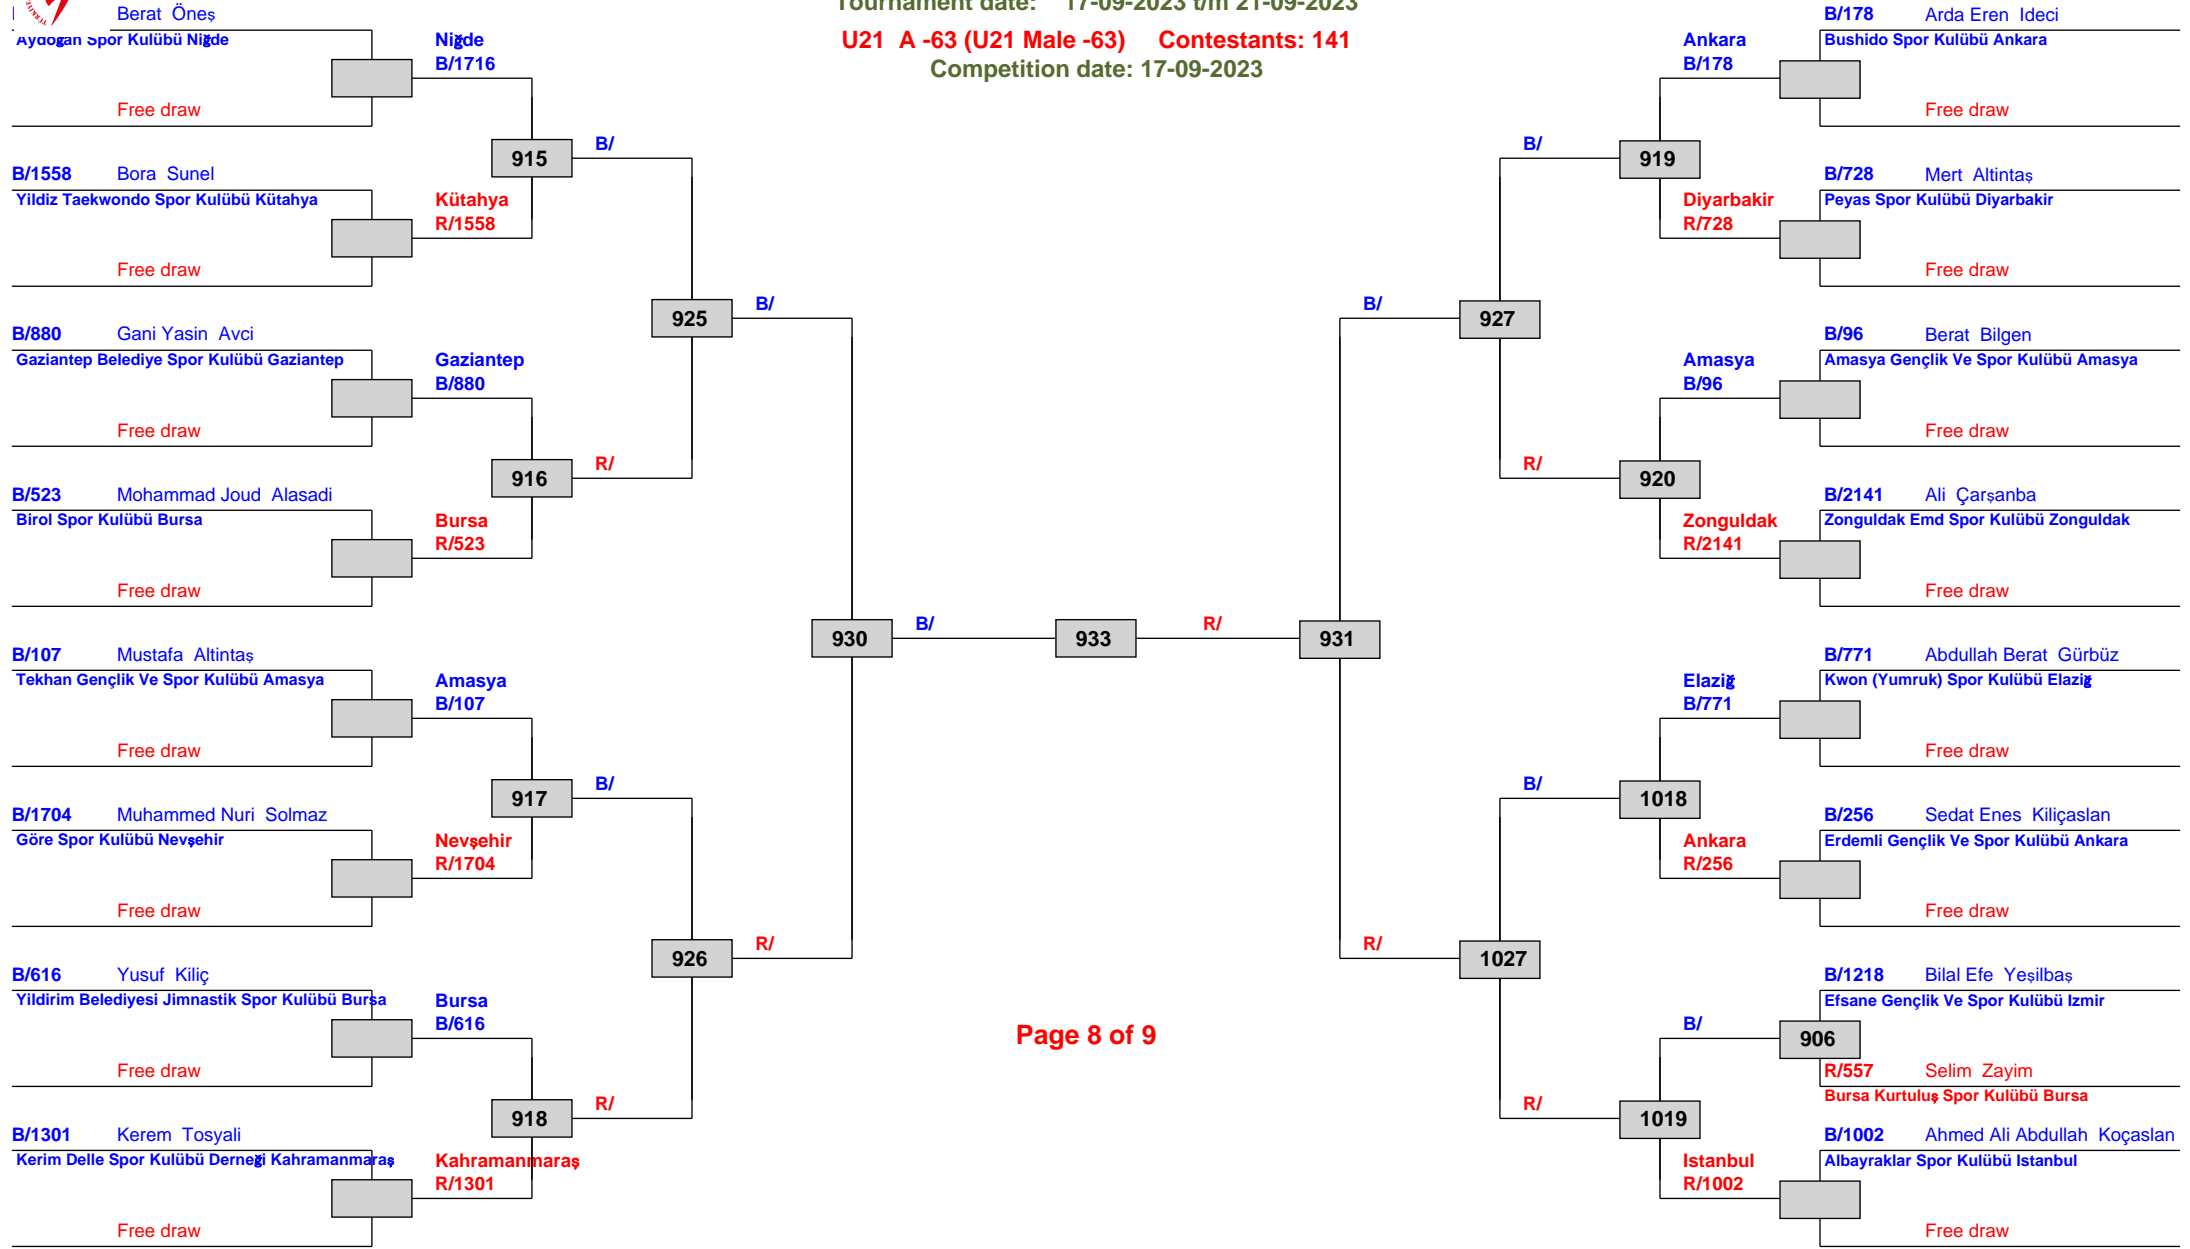 Tournament date: 17-09-2023 t/m 21-09-2023
U21 A -63 (U21 Male -63) Contestants: 141
Competition date: 17-09-2023
Berat Öneş
Aydoğan Spor Kulübü Niğde
Free draw
Niğde
B/1716
915
B/
B/1558 Bora Sunel
Yildiz Taekwondo Spor Kulübü Kütahya
Free draw
Kütahya
R/1558
925
B/
B/880 Gani Yasin Avci
Gaziantep Belediye Spor Kulübü Gaziantep
Free draw
Gaziantep
B/880
916
R/
B/523 Mohammad Joud Alasadi
Birol Spor Kulübü Bursa
Free draw
Bursa
R/523
930
B/
B/107 Mustafa Altintaş
Tekhan Gençlik Ve Spor Kulübü Amasya
Free draw
Amasya
B/107
917
B/
B/1704 Muhammed Nuri Solmaz
Göre Spor Kulübü Nevşehir
Free draw
Nevşehir
R/1704
926
R/
B/616 Yusuf Kiliç
Yildirim Belediyesi Jimnastik Spor Kulübü Bursa
Free draw
Bursa
B/616
918
R/
B/1301 Kerem Tosyali
Kerim Delle Spor Kulübü Derneği Kahramanmaraş
Free draw
Kahramanmaraş
R/1301
933
R/
B/178 Arda Eren Ideci
Bushido Spor Kulübü Ankara
Free draw
Ankara
B/178
919
B/
B/728 Mert Altintaş
Peyas Spor Kulübü Diyarbakir
Free draw
Diyarbakir
R/728
927
B/
B/96 Berat Bilgen
Amasya Gençlik Ve Spor Kulübü Amasya
Free draw
Amasya
B/96
920
R/
B/2141 Ali Çarşanba
Zonguldak Emd Spor Kulübü Zonguldak
Free draw
Zonguldak
R/2141
931
B/771 Abdullah Berat Gürbüz
Kwon (Yumruk) Spor Kulübü Elaziğ
Free draw
Elaziğ
B/771
1018
B/
B/256 Sedat Enes Kiliçaslan
Erdemli Gençlik Ve Spor Kulübü Ankara
Free draw
Ankara
R/256
1027
R/
B/1218 Bilal Efe Yeşilbaş
Efsane Gençlik Ve Spor Kulübü Izmir
906
B/
R/557 Selim Zayim
Bursa Kurtuluş Spor Kulübü Bursa
1019
R/
B/1002 Ahmed Ali Abdullah Koçaslan
Albayraklar Spor Kulübü Istanbul
Free draw
Istanbul
R/1002
Page 8 of 9